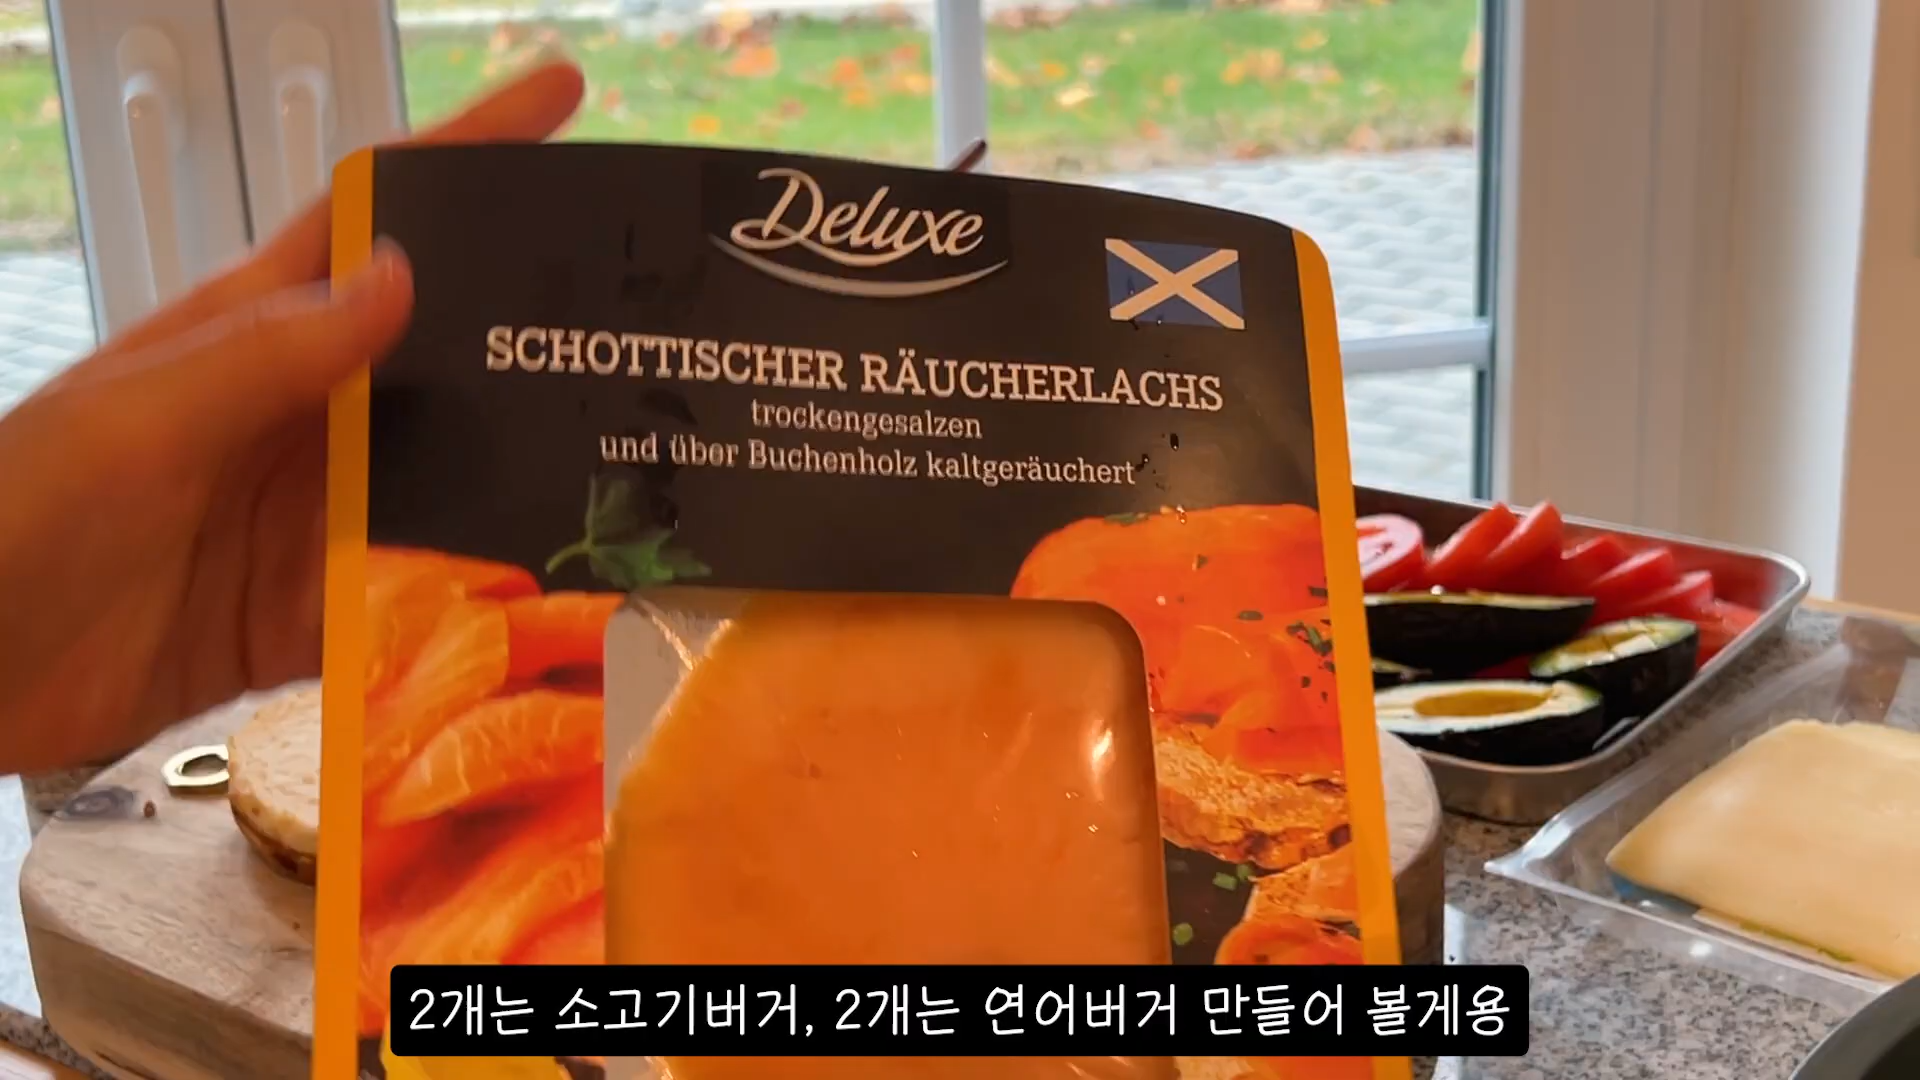 Deluxe
SCHOTTISCHER RÄUCHERLACHS
trockengesalzen
und über Buchenholz kaltgeräuchert
2개는 소고기버거, 2개는 연어버거 만들어 볼게용